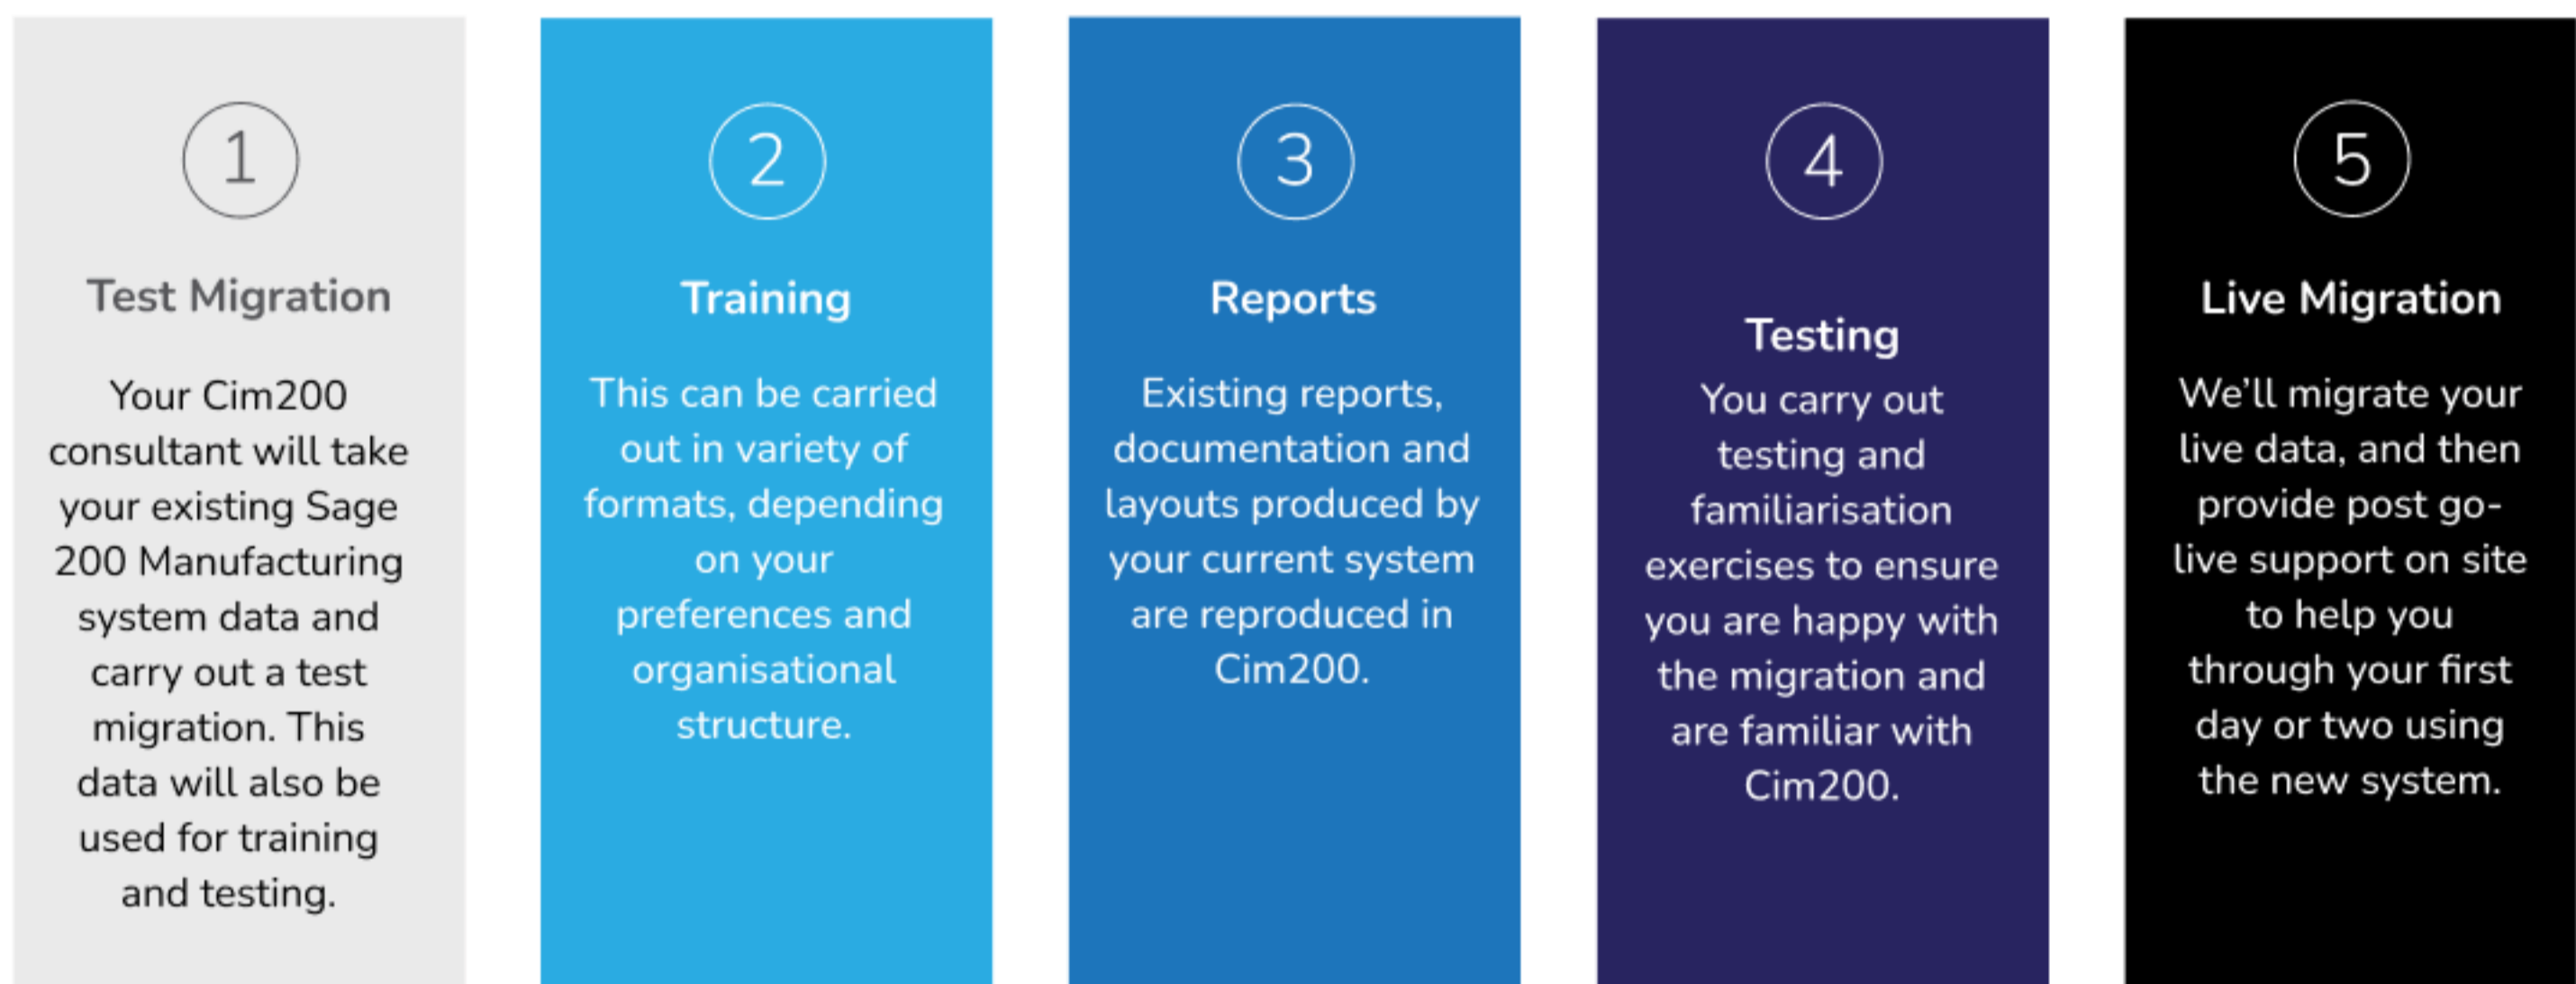 1
Test Migration
Your Cim200
consultant will take
your existing Sage
200 Manufacturing
system data and
carry out a test
migration. This
data will also be
used for training
and testing.
2
Training
This can be carried
out in variety of
formats, depending
on your
preferences and
organisational
structure.
3
Reports
Existing reports,
documentation and
layouts produced by
your current system
are reproduced in
Cim200.
4
Testing
You carry out
testing and
familiarisation
exercises to ensure
you are happy with
the migration and
are familiar with
Cim200.
5
Live Migration
We’ll migrate your
live data, and then
provide post go-
live support on site
to help you
through your first
day or two using
the new system.